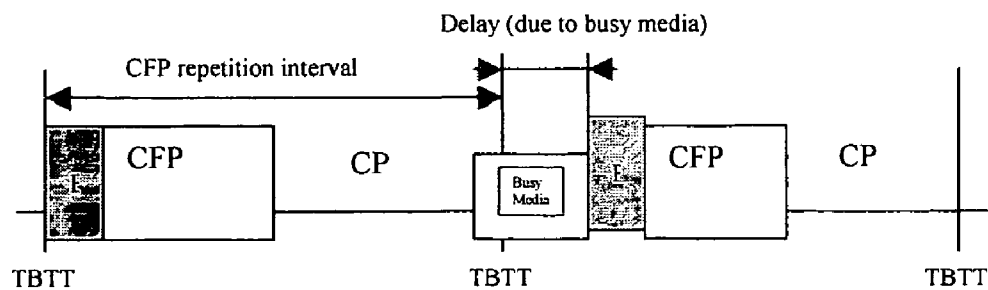 Delay (due to busy media)
CFP repetition interval
CFP
CP
Busy
Media
CFP
CP
TBTT
TBTT
TBTT